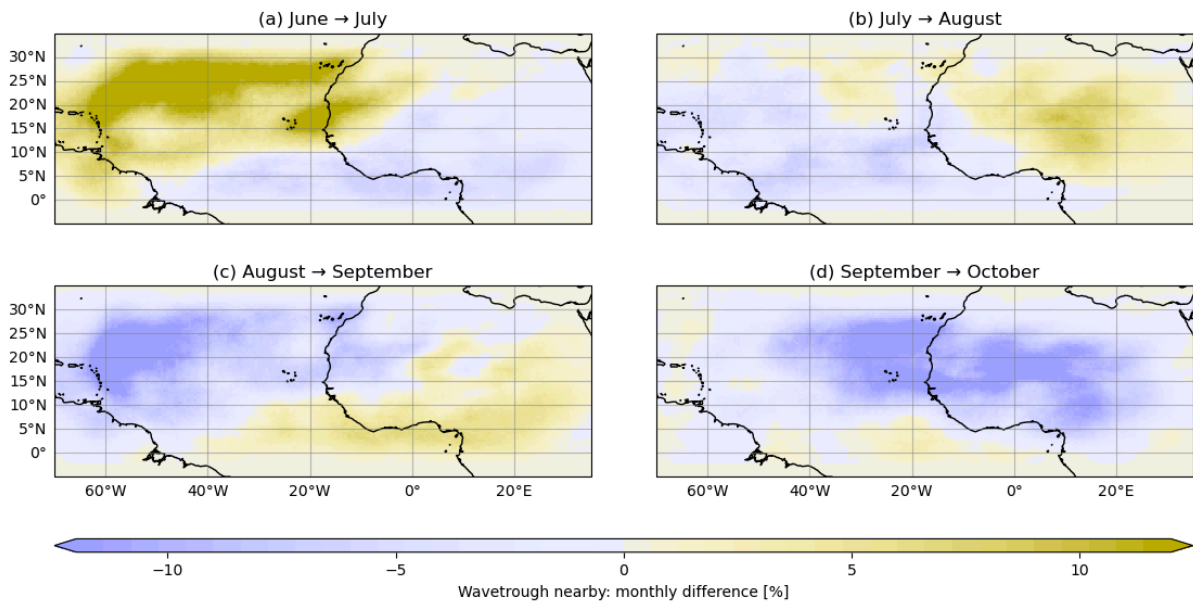 (a) June → July
(b) July → August
30°N
25°N
20°N
15°N
10°N
5°N
0°
(c) August → September
(d) September → October
30°N
25°N
20°N
15°N
10°N
5°N
0°
60°W 40°W 20°W 0° 20°E
60°W 40°W 20°W 0° 20°E
−10 −5 0 5 10
Wavetrough nearby: monthly difference [%]